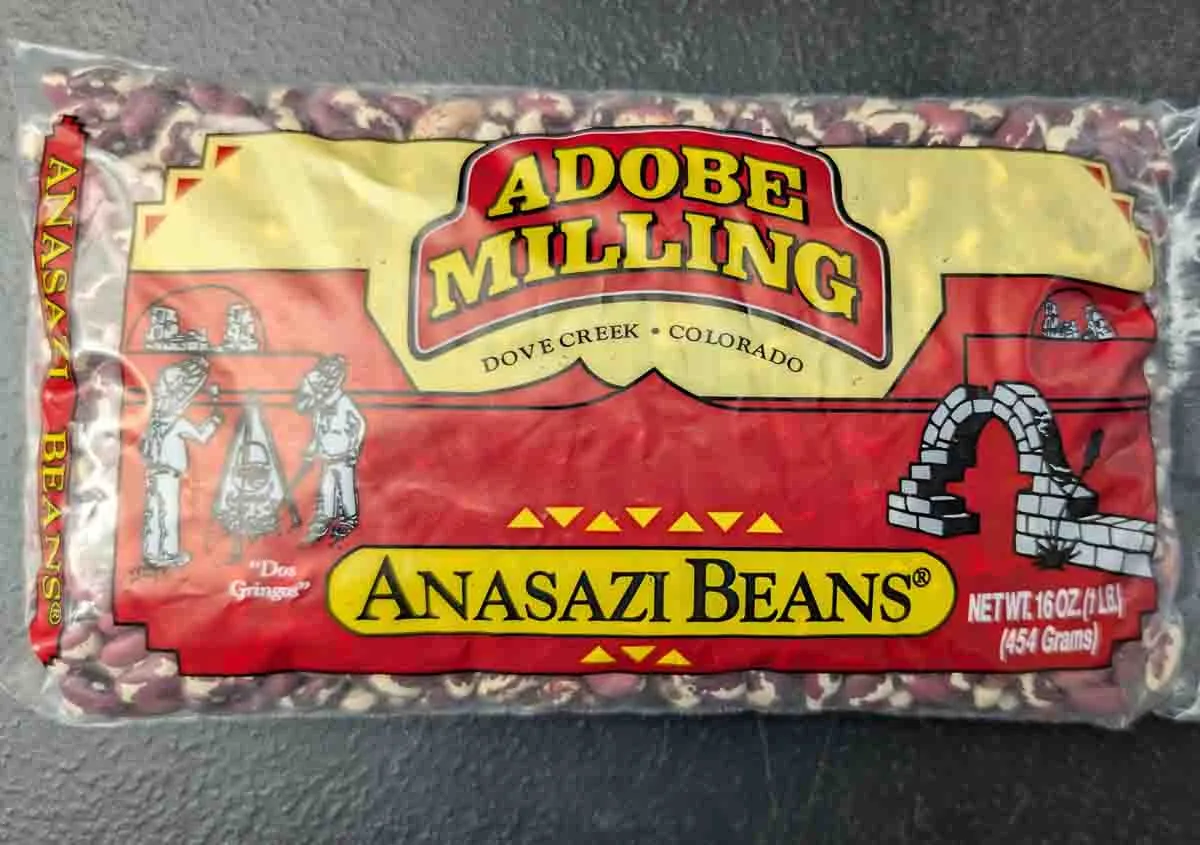 ADOBE
MILLING
DOVE CREEK • COLORADO
ANASAZI BEANS®
"Dos
Gringos"
ANASAZI BEANS®
NET WT. 16 OZ. (1 LB.)
(454 Grams)